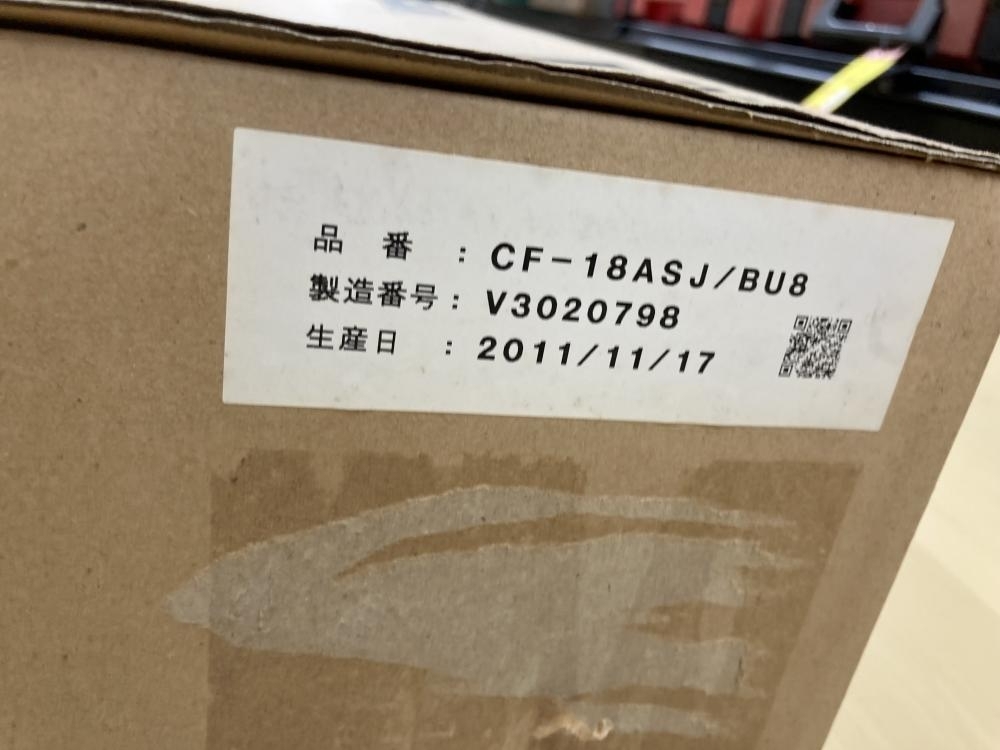 品 番 : CF-18ASJ/BU8
製造番号 : V3020798
生産日 : 2011/11/17